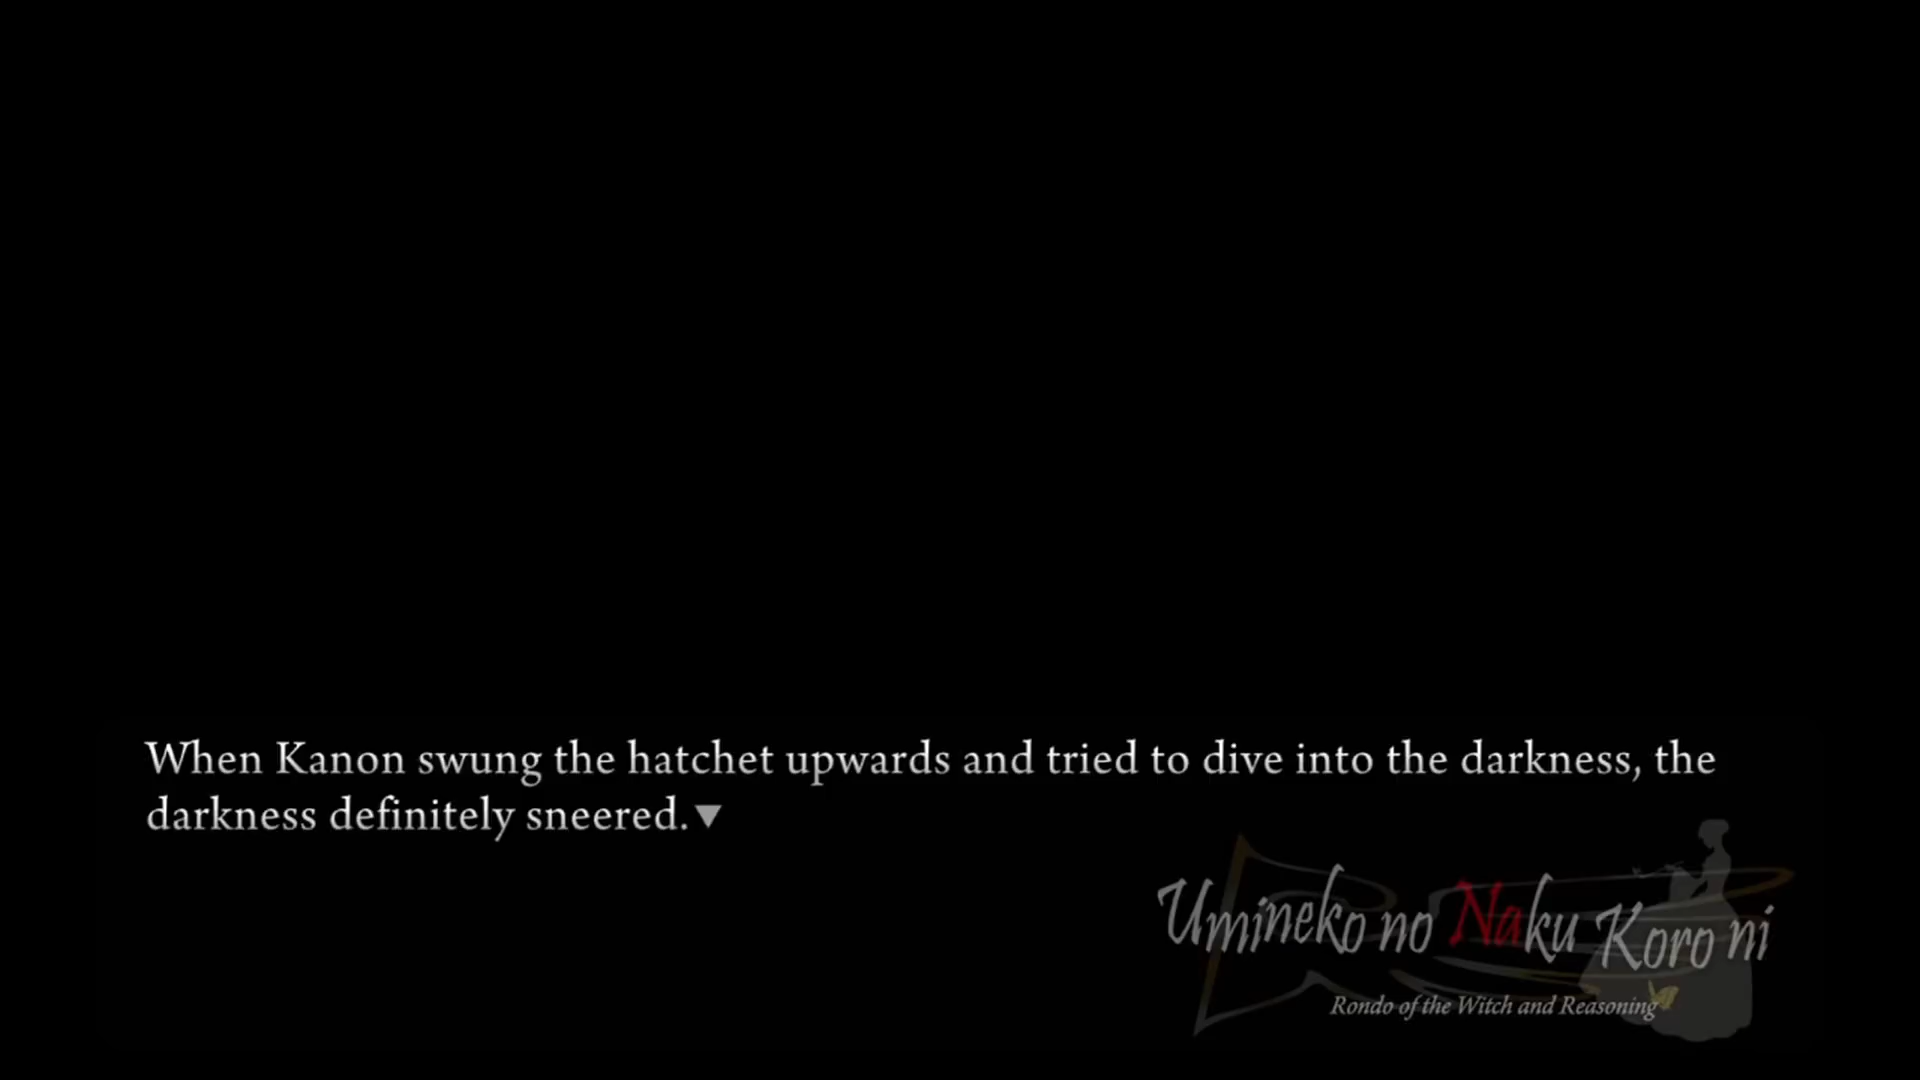 When Kanon swung the hatchet upwards and tried to dive into the darkness, the
darkness definitely sneered.
Umineko no Naku Koro ni
Rondo of the Witch and Reasoning